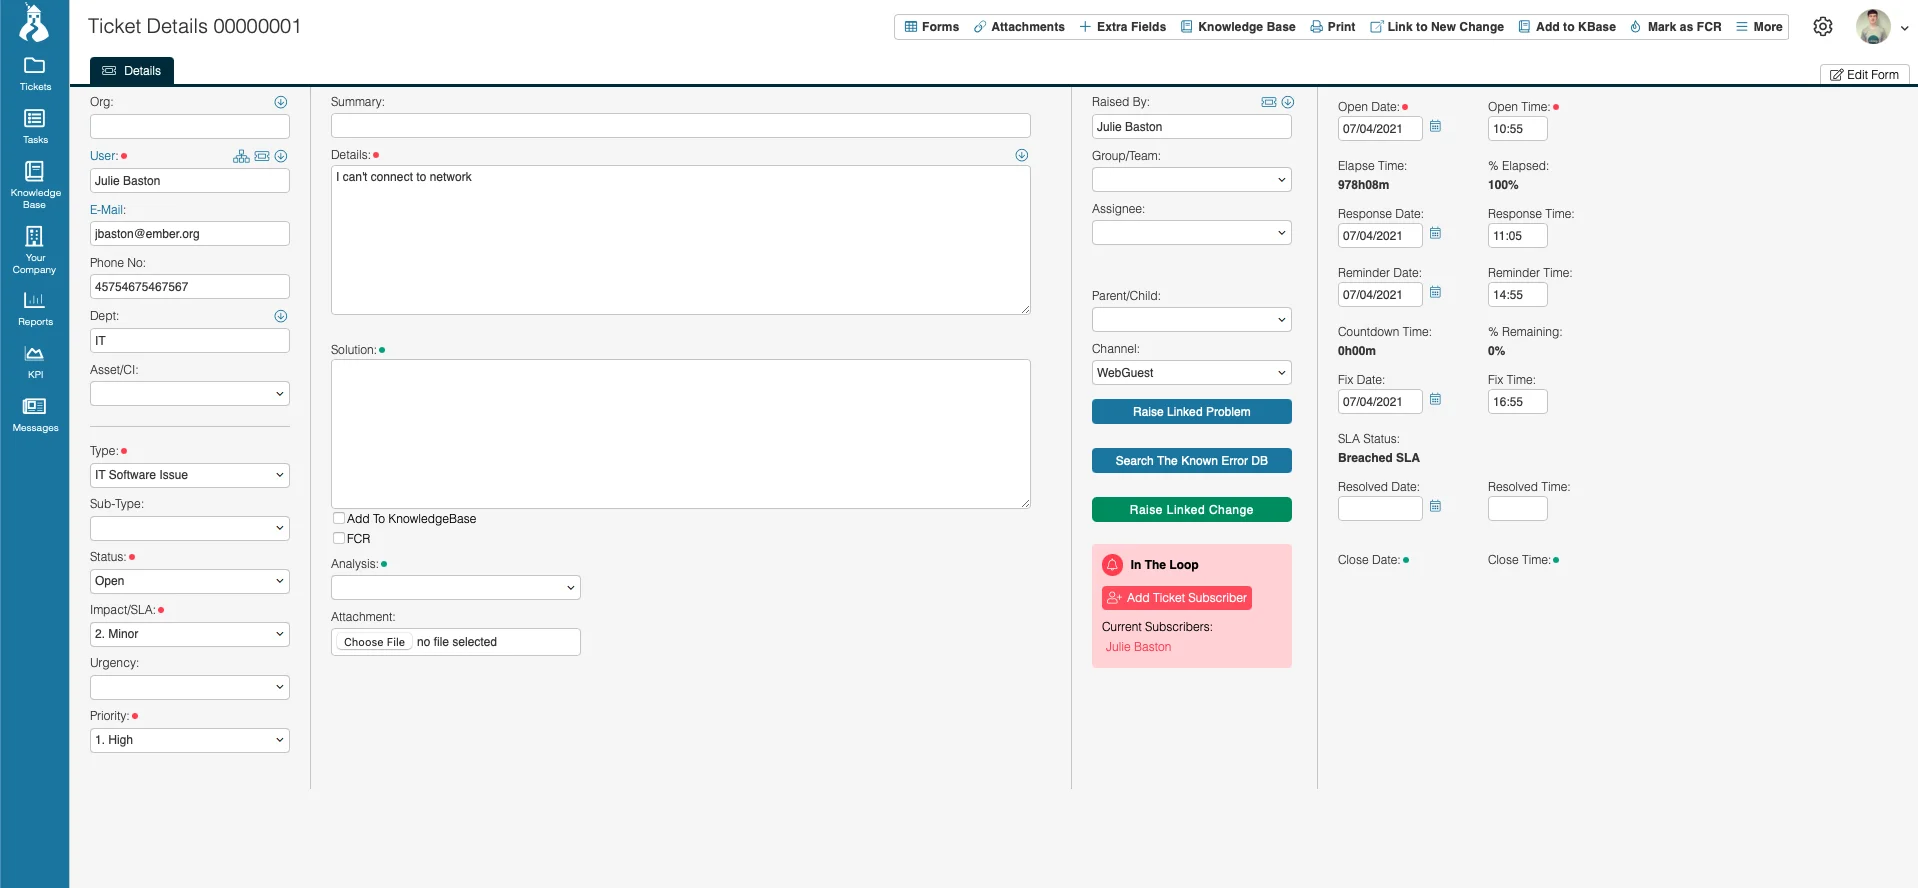 Ticket Details 00000001
Forms Attachments Extra Fields Knowledge Base Print Link to New Change Add to KBase Mark as FCR More
Tickets
Tasks
Knowledge
Base
Your
Company
Reports
KPI
Messages
Details
Edit Form
Org:
User:
Julie Baston
E-Mail:
jbaston@ember.org
Phone No:
45754675467567
Dept:
IT
Asset/CI:
Type:
IT Software Issue
Sub-Type:
Status:
Open
Impact/SLA:
2. Minor
Urgency:
Priority:
1. High
Summary:
Details:
I can't connect to network
Solution:
Add To KnowledgeBase
FCR
Analysis:
Attachment:
Choose File no file selected
Raised By:
Julie Baston
Group/Team:
Assignee:
Parent/Child:
Channel:
WebGuest
Raise Linked Problem
Search The Known Error DB
Raise Linked Change
In The Loop
Add Ticket Subscriber
Current Subscribers:
Julie Baston
Open Date: Open Time:
07/04/2021 10:55
Elapse Time: % Elapsed:
978h08m 100%
Response Date: Response Time:
07/04/2021 11:05
Reminder Date: Reminder Time:
07/04/2021 14:55
Countdown Time: % Remaining:
0h00m 0%
Fix Date: Fix Time:
07/04/2021 16:55
SLA Status:
Breached SLA
Resolved Date: Resolved Time:
Close Date: Close Time: